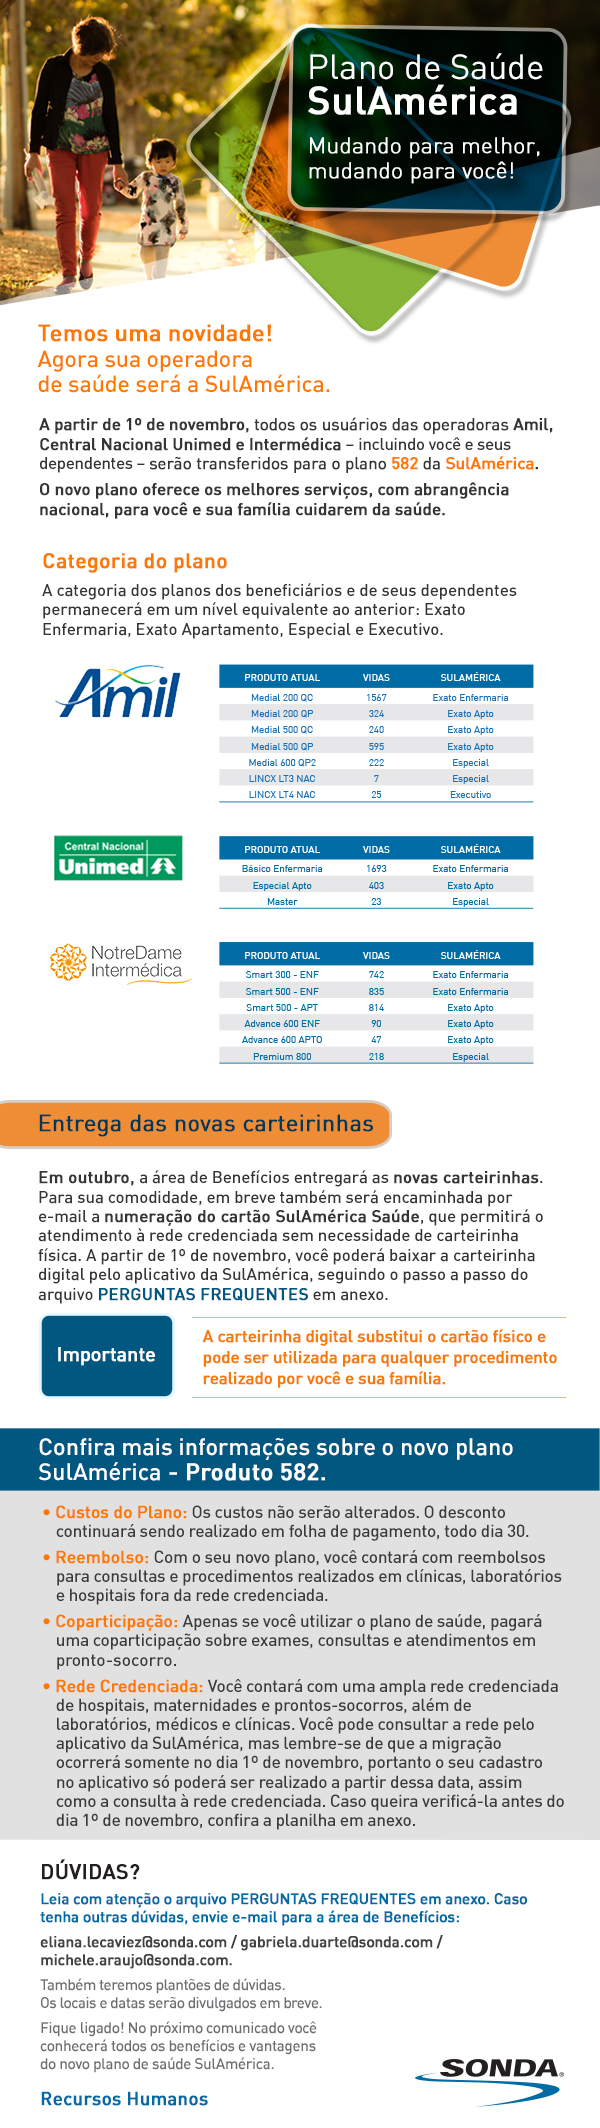 Plano de Saúde
SulAmérica
Mudando para melhor,
mudando para você!
Temos uma novidade!
Agora sua operadora
de saúde será a SulAmérica.
A partir de 1º de novembro, todos os usuários das operadoras Amil,
Central Nacional Unimed e Intermédica – incluindo você e seus
dependentes – serão transferidos para o plano 582 da SulAmérica.
O novo plano oferece os melhores serviços, com abrangência
nacional, para você e sua família cuidarem da saúde.
Categoria do plano
A categoria dos planos dos beneficiários e de seus dependentes
permanecerá em um nível equivalente ao anterior: Exato
Enfermaria, Exato Apartamento, Especial e Executivo.
Amil
PRODUTO ATUAL VIDAS SULAMÉRICA
Medial 200 QC 1567 Exato Enfermaria
Medial 200 QP 324 Exato Apto
Medial 500 QC 240 Exato Apto
Medial 500 QP 595 Exato Apto
Medial 600 QP2 222 Especial
LINCX LT3 NAC 7 Especial
LINCX LT4 NAC 25 Executivo
Central Nacional
Unimed
PRODUTO ATUAL VIDAS SULAMÉRICA
Básico Enfermaria 1693 Exato Enfermaria
Especial Apto 403 Exato Apto
Master 23 Especial
NotreDame
Intermédica
PRODUTO ATUAL VIDAS SULAMÉRICA
Smart 300 - ENF 742 Exato Enfermaria
Smart 500 - ENF 835 Exato Enfermaria
Smart 500 - APT 814 Exato Apto
Advance 600 ENF 90 Exato Apto
Advance 600 APTO 47 Exato Apto
Premium 800 218 Especial
Entrega das novas carteirinhas
Em outubro, a área de Benefícios entregará as novas carteirinhas.
Para sua comodidade, em breve também será encaminhada por
e-mail a numeração do cartão SulAmérica Saúde, que permitirá o
atendimento à rede credenciada sem necessidade de carteirinha
física. A partir de 1º de novembro, você poderá baixar a carteirinha
digital pelo aplicativo da SulAmérica, seguindo o passo a passo do
arquivo PERGUNTAS FREQUENTES em anexo.
Importante
A carteirinha digital substitui o cartão físico e
pode ser utilizada para qualquer procedimento
realizado por você e sua família.
Confira mais informações sobre o novo plano
SulAmérica - Produto 582.
• Custos do Plano: Os custos não serão alterados. O desconto
continuará sendo realizado em folha de pagamento, todo dia 30.
• Reembolso: Com o seu novo plano, você contará com reembolsos
para consultas e procedimentos realizados em clínicas, laboratórios
e hospitais fora da rede credenciada.
• Coparticipação: Apenas se você utilizar o plano de saúde, pagará
uma coparticipação sobre exames, consultas e atendimentos em
pronto-socorro.
• Rede Credenciada: Você contará com uma ampla rede credenciada
de hospitais, maternidades e prontos-socorros, além de
laboratórios, médicos e clínicas. Você pode consultar a rede pelo
aplicativo da SulAmérica, mas lembre-se de que a migração
ocorrerá somente no dia 1º de novembro, portanto o seu cadastro
no aplicativo só poderá ser realizado a partir dessa data, assim
como a consulta à rede credenciada. Caso queira verificá-la antes do
dia 1º de novembro, confira a planilha em anexo.
DÚVIDAS?
Leia com atenção o arquivo PERGUNTAS FREQUENTES em anexo. Caso
tenha outras dúvidas, envie e-mail para a área de Benefícios:
eliana.lecaviez@sonda.com / gabriela.duarte@sonda.com /
michele.araujo@sonda.com.
Também teremos plantões de dúvidas.
Os locais e datas serão divulgados em breve.
Fique ligado! No próximo comunicado você
conhecerá todos os benefícios e vantagens
do novo plano de saúde SulAmérica.
SONDA®
Recursos Humanos